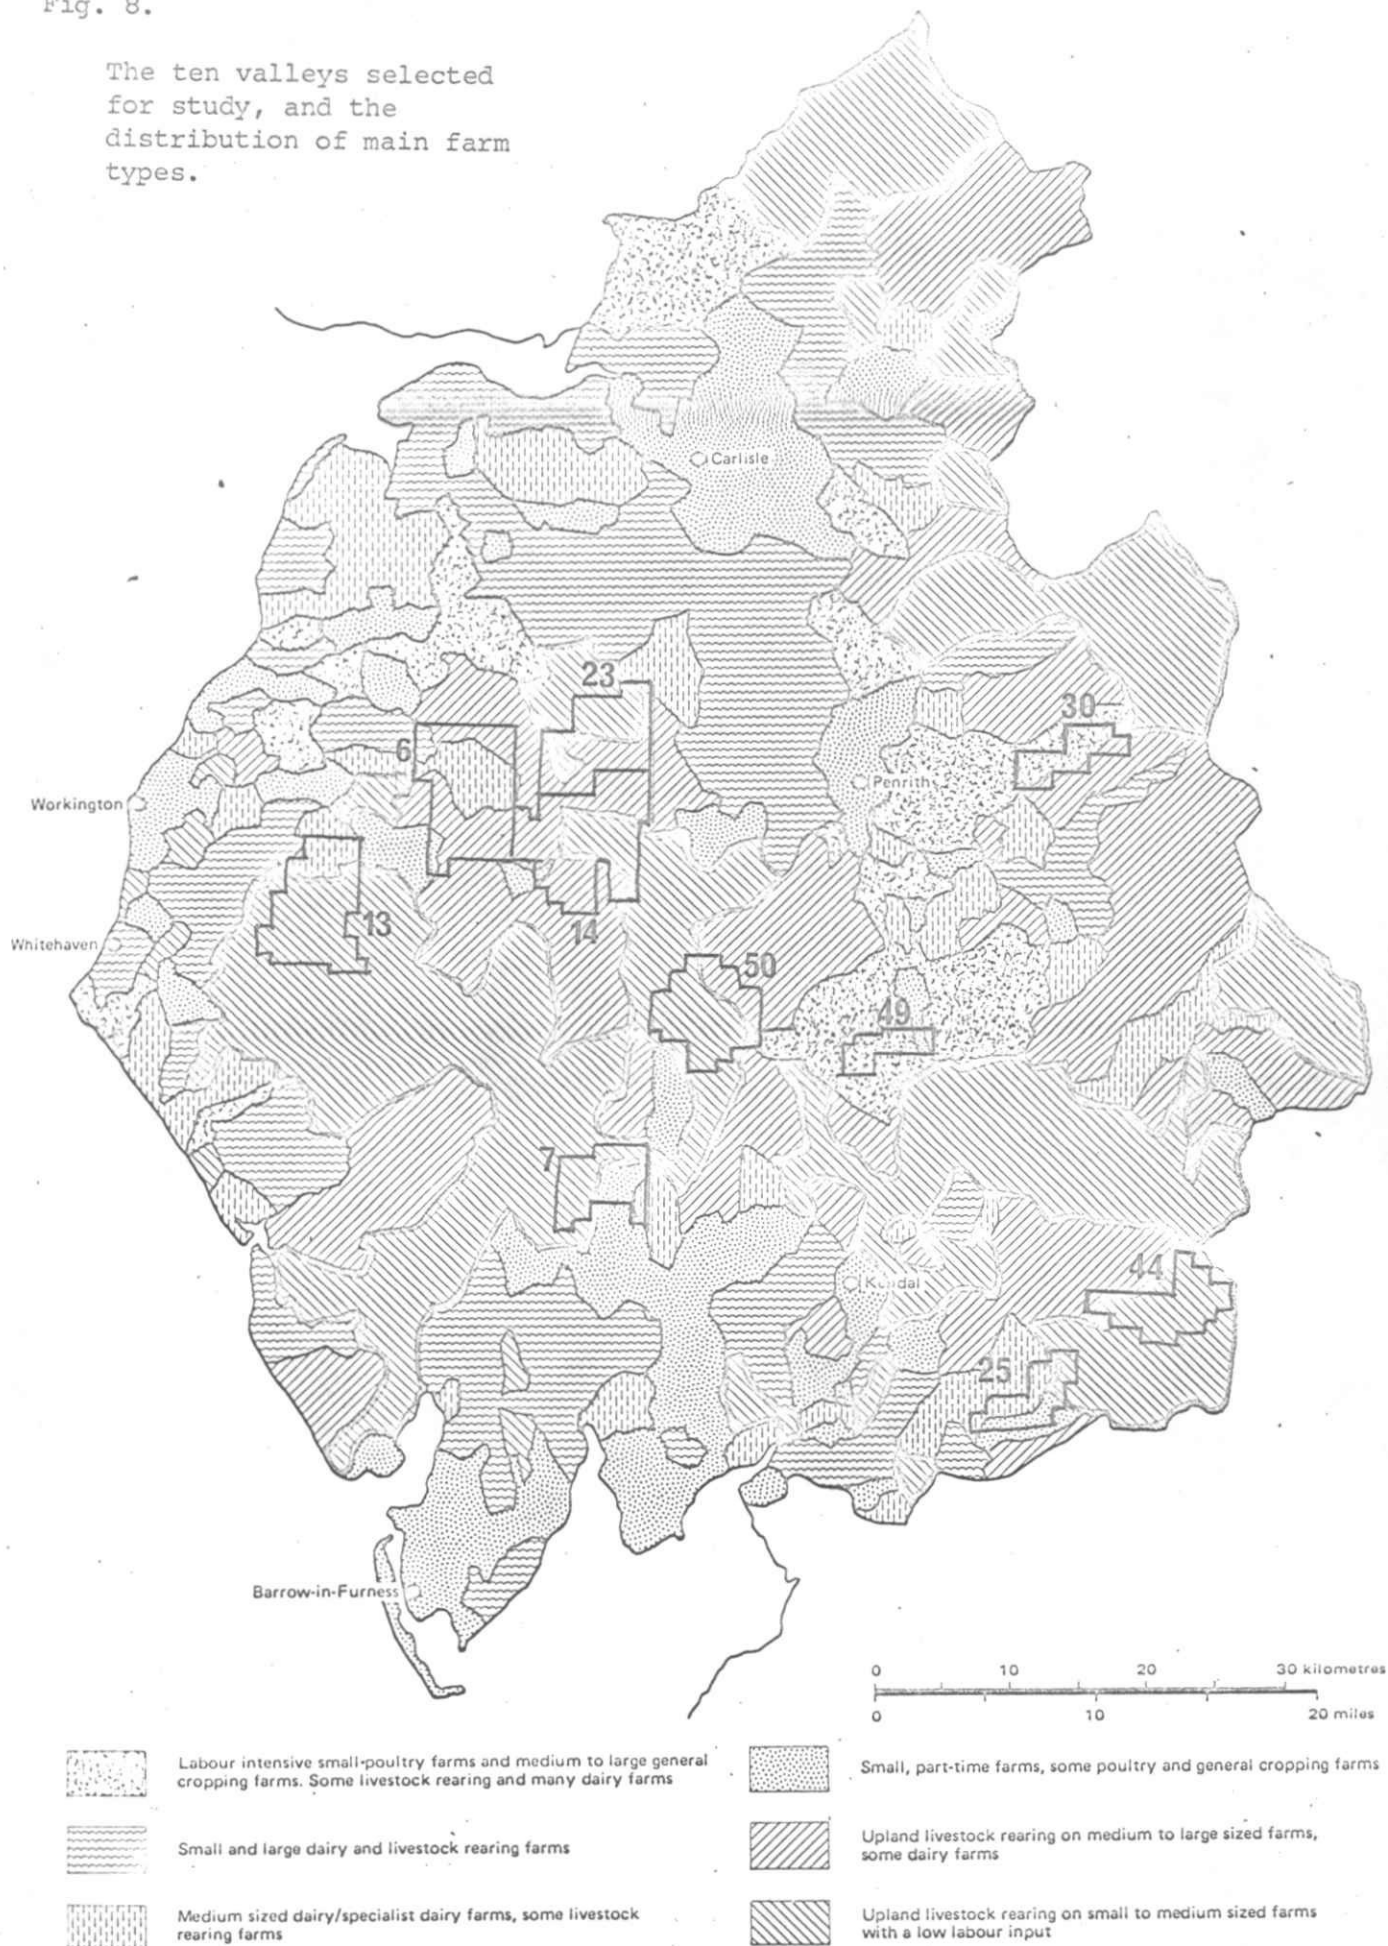 Fig. 8.
The ten valleys selected
for study, and the
distribution of main farm
types.
Carlisle
23
30
6
Penrith
Workington
13
14
Whitehaven
50
49
7
44
25
Barrow-in-Furness
0 10 20 30 kilometres
0 10 20 miles
Labour intensive small-poultry farms and medium to large general
cropping farms. Some livestock rearing and many dairy farms
Small, part-time farms, some poultry and general cropping farms
Small and large dairy and livestock rearing farms
Upland livestock rearing on medium to large sized farms,
some dairy farms
Medium sized dairy/specialist dairy farms, some livestock
rearing farms
Upland livestock rearing on small to medium sized farms
with a low labour input